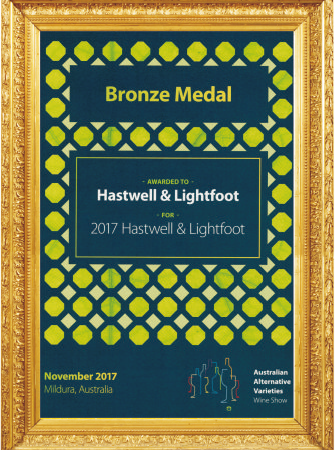 Bronze Medal
- AWARDED TO -
Hastwell & Lightfoot
- FOR -
2017 Hastwell & Lightfoot
November 2017
Mildura, Australia
Australian
Alternative
Varieties
Wine Show